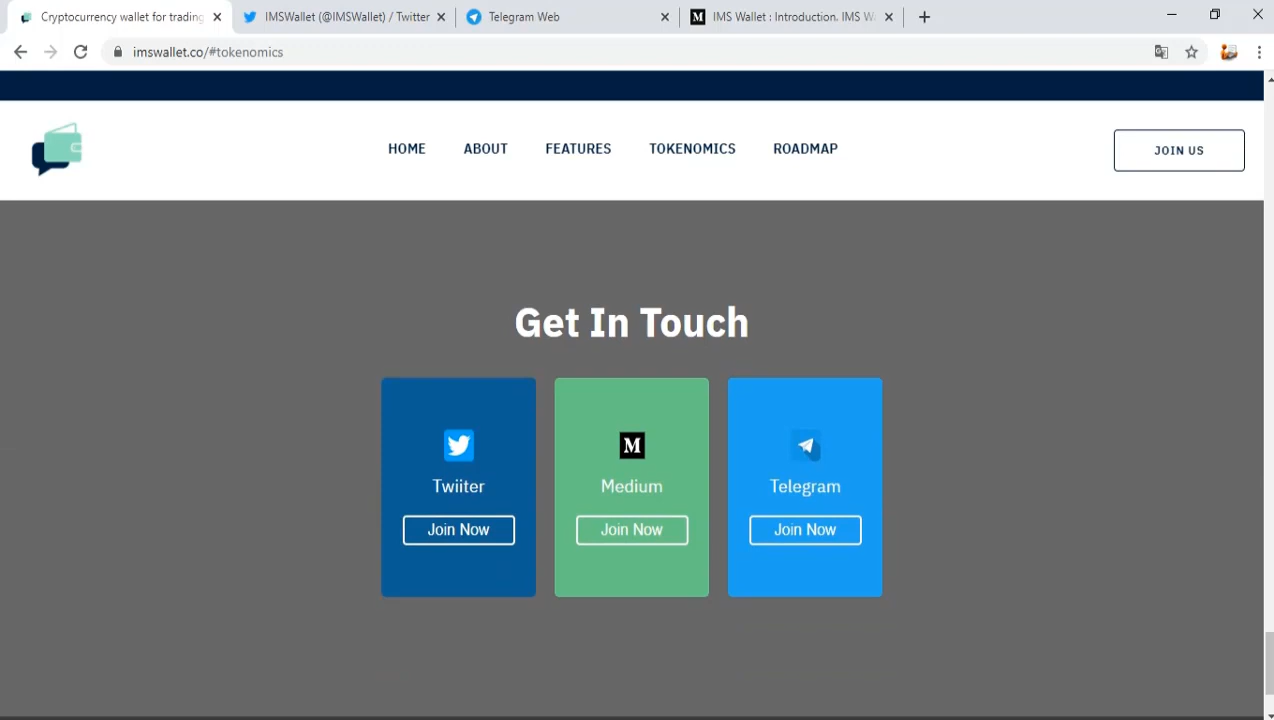 Cryptocurrency wallet for trading
IMSWallet (@IMSWallet) / Twitter
Telegram Web
M IMS Wallet : Introduction. IMS W
imswallet.co/#tokenomics
HOME ABOUT FEATURES TOKENOMICS ROADMAP JOIN US
Get In Touch
M
Twiiter Medium Telegram
Join Now Join Now Join Now